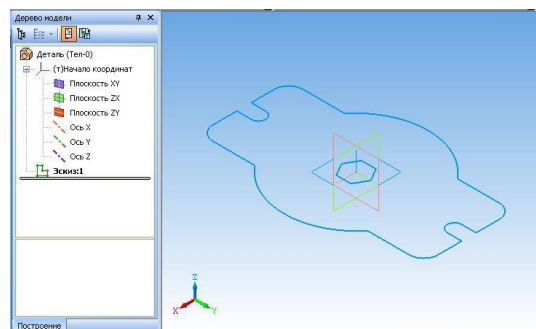 Дерево модели
Деталь (Тел-0)
(т)Начало координат
Плоскость XY
Плоскость ZX
Плоскость ZY
Ось X
Ось Y
Ось Z
Эскиз:1
Построение
Z
X
Y